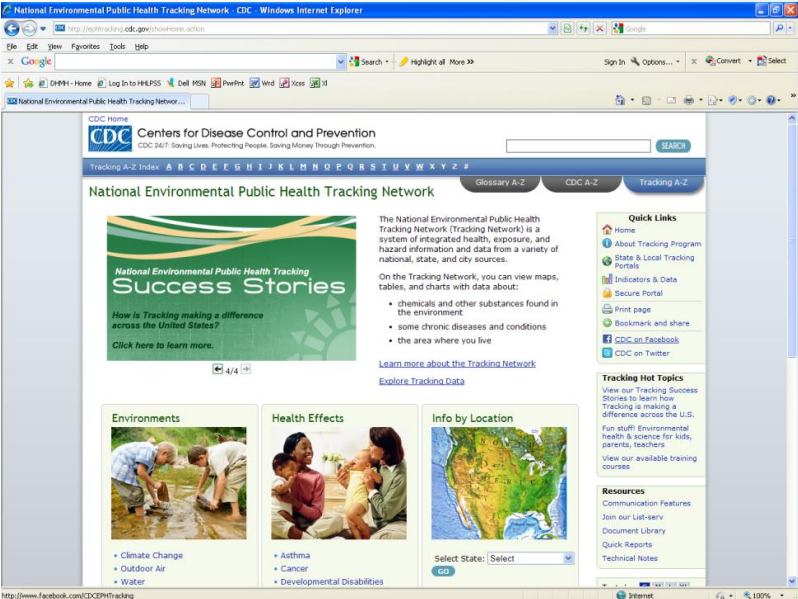 National Environmental Public Health Tracking Network - CDC - Windows Internet Explorer
http://ephtracking.cdc.gov/showHome.action
Google
File Edit View Favorites Tools Help
x Google
Search
Highlight all More >>
Sign In
Options...
x
Convert
Select
DHMH - Home
Log In to HHLPSS
Dell MSN
PwrPnt
Wrd
Xcss
Xl
National Environmental Public Health Tracking Networ...
CDC Home
CDC
Centers for Disease Control and Prevention
CDC 24/7: Saving Lives. Protecting People. Saving Money Through Prevention.
SEARCH
Tracking A-Z Index A B C D E F G H I J K L M N O P Q R S T U V W X Y Z #
Glossary A-Z
CDC A-Z
Tracking A-Z
National Environmental Public Health Tracking Network
National Environmental Public Health Tracking
Success Stories
How is Tracking making a difference
across the United States?
Click here to learn more.
4/4
The National Environmental Public Health
Tracking Network (Tracking Network) is a
system of integrated health, exposure, and
hazard information and data from a variety of
national, state, and city sources.
On the Tracking Network, you can view maps,
tables, and charts with data about:
• chemicals and other substances found in
the environment
• some chronic diseases and conditions
• the area where you live
Learn more about the Tracking Network
Explore Tracking Data
Quick Links
Home
About Tracking Program
State & Local Tracking
Portals
Indicators & Data
Secure Portal
Print page
Bookmark and share
CDC on Facebook
CDC on Twitter
Tracking Hot Topics
View our Tracking Success
Stories to learn how
Tracking is making a
difference across the U.S.
Fun stuff! Environmental
health & science for kids,
parents, teachers
View our available training
courses
Resources
Communication Features
Join our List-serv
Document Library
Quick Reports
Technical Notes
Environments
• Climate Change
• Outdoor Air
• Water
Health Effects
• Asthma
• Cancer
• Developmental Disabilities
Info by Location
Select State: Select
GO
http://www.facebook.com/CDCEPHTracking
Internet
100%